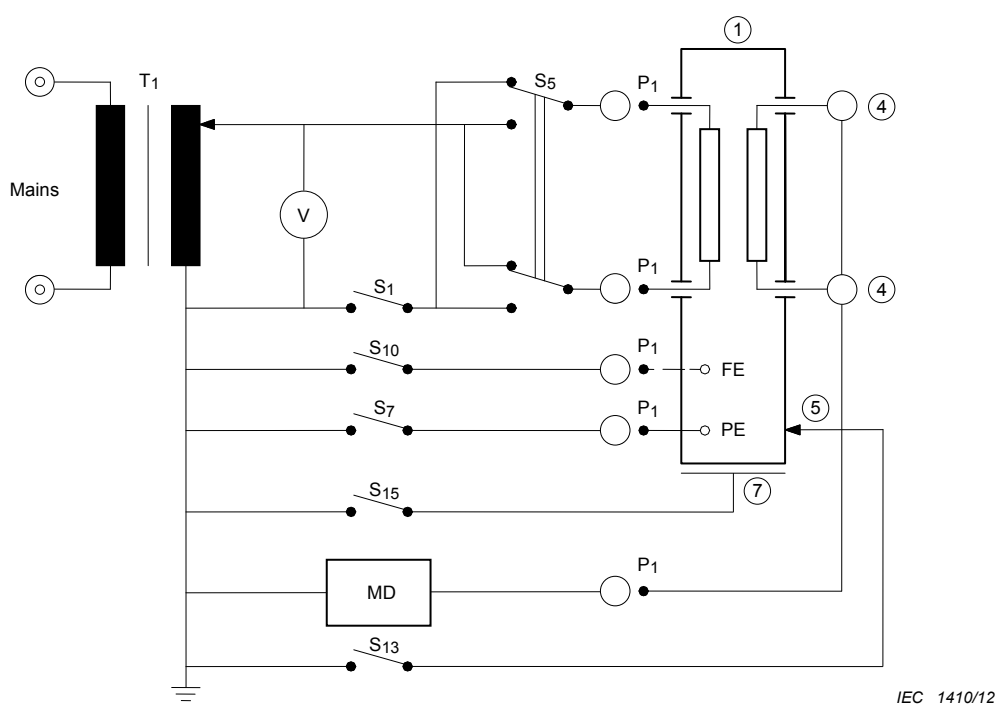 1
T1
S5
P1
4
Mains
V
S1
P1
4
S10
P1
FE
S7
P1
5
PE
S15
7
MD
P1
S13
IEC 1410/12